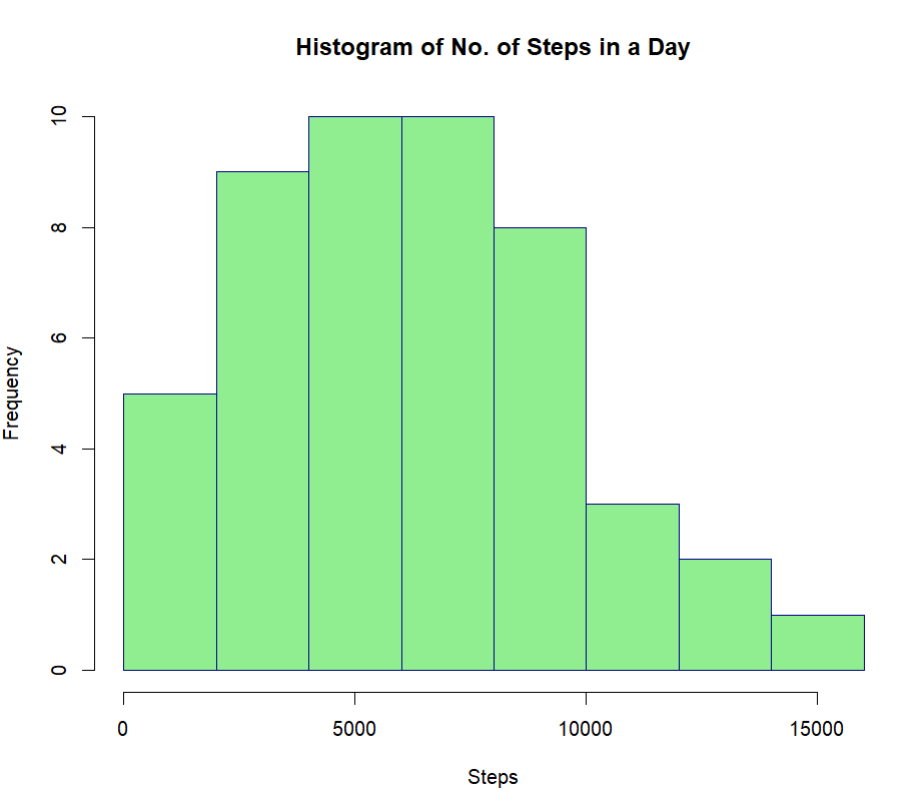 Histogram of No. of Steps in a Day
Frequency
10
8
6
4
2
0
0 5000 10000 15000
Steps